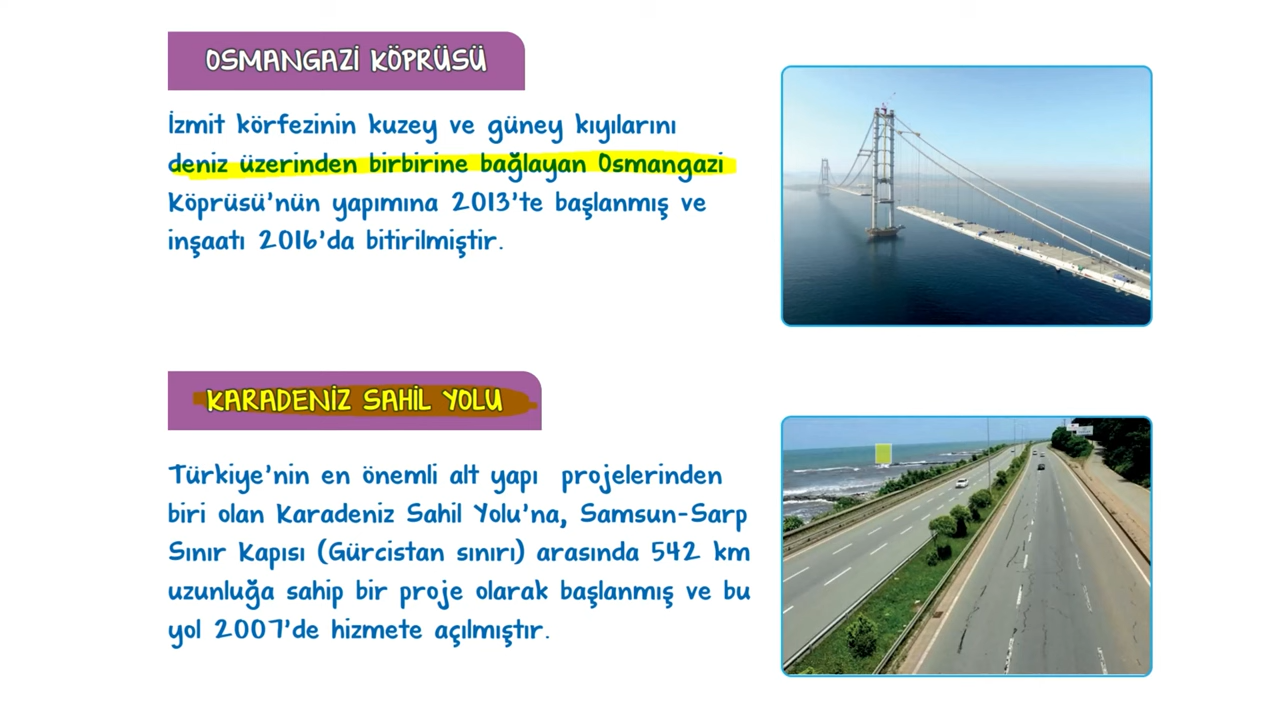 OSMANGAZİ KÖPRÜSÜ
İzmit körfezinin kuzey ve güney kıyılarını
deniz üzerinden birbirine bağlayan Osmangazi
Köprüsü'nün yapımına 2013'te başlanmış ve
inşaatı 2016'da bitirilmiştir.
KARADENİZ SAHİL YOLU
Türkiye'nin en önemli alt yapı projelerinden
biri olan Karadeniz Sahil Yolu'na, Samsun-Sarp
Sınır Kapısı (Gürcistan sınırı) arasında 542 km
uzunluğa sahip bir proje olarak başlanmış ve bu
yol 2007'de hizmete açılmıştır.